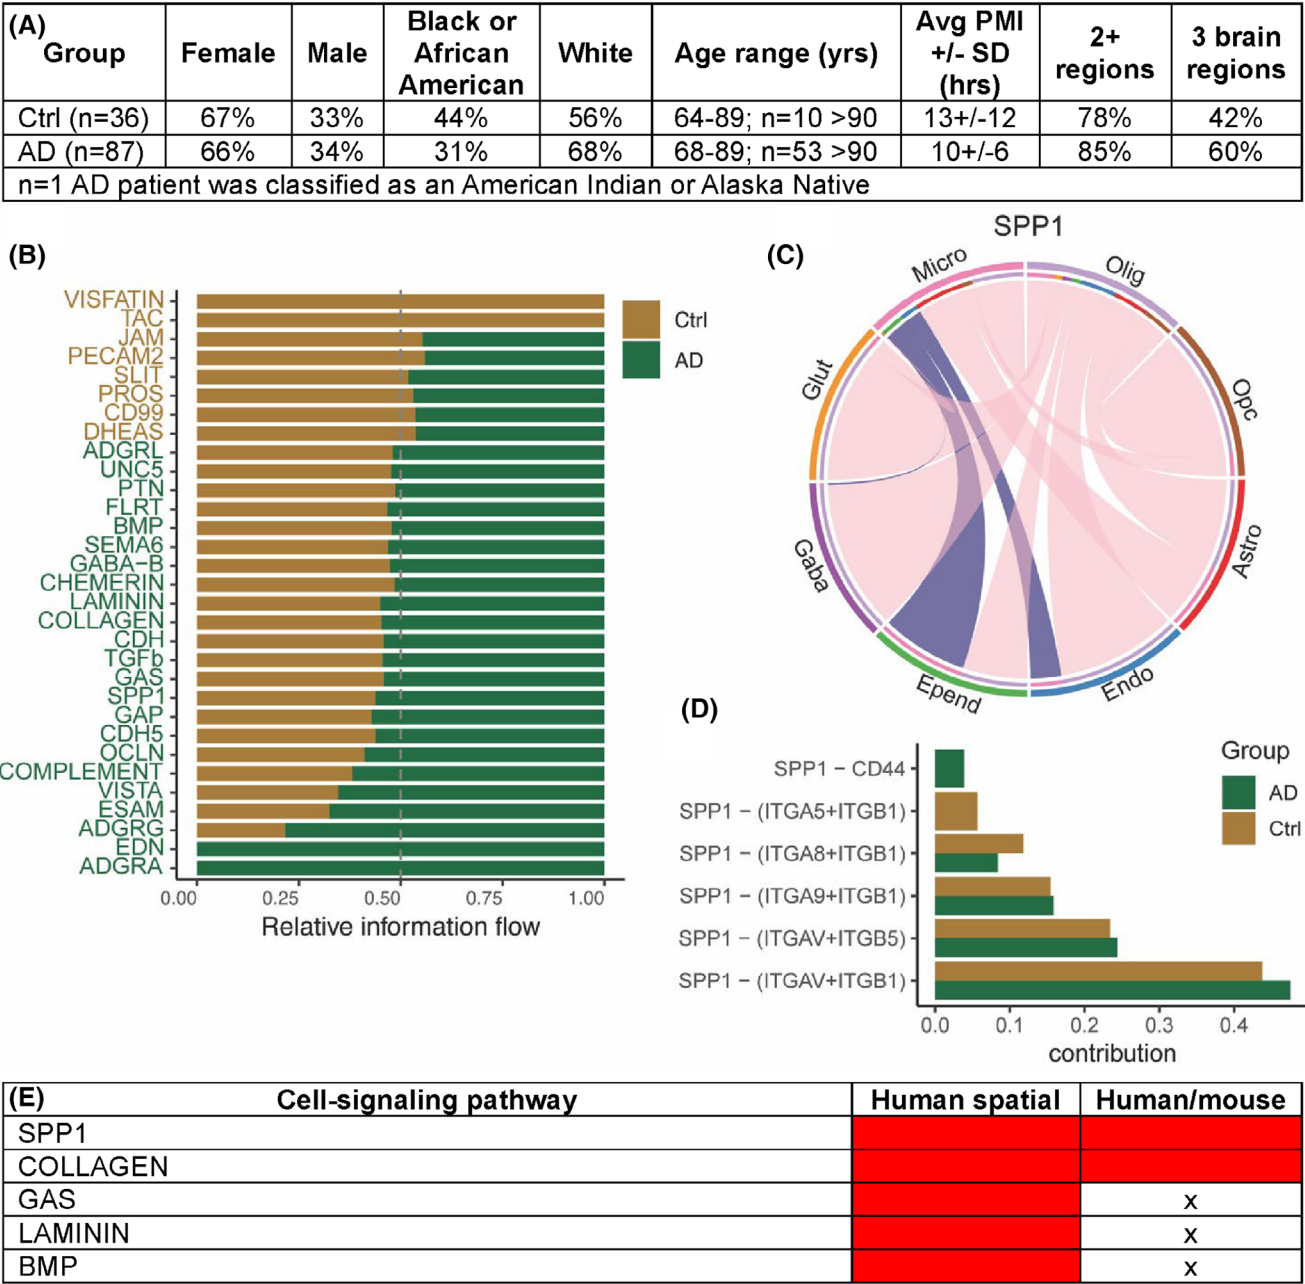 (A)
Group
Female
Male
Black or
African
American
White
Age range (yrs)
Avg PMI
+/- SD
(hrs)
2+
regions
3 brain
regions
Ctrl (n=36) 67% 33% 44% 56% 64-89; n=10 >90 13+/-12 78% 42%
AD (n=87) 66% 34% 31% 68% 68-89; n=53 >90 10+/-6 85% 60%
n=1 AD patient was classified as an American Indian or Alaska Native
(B)
VISFATIN
TAC
JAM
PECAM2
SLIT
PROS
CD99
DHEAS
ADGRL
UNC5
PTN
FLRT
BMP
SEMA6
GABA−B
CHEMERIN
LAMININ
COLLAGEN
CDH
TGFb
GAS
SPP1
GAP
CDH5
OCLN
COMPLEMENT
VISTA
ESAM
ADGRG
EDN
ADGRA
0.00 0.25 0.50 0.75 1.00
Relative information flow
Ctrl
AD
(C)
SPP1
Micro
Olig
Glut
Opc
Gaba
Astro
Epend
Endo
(D)
SPP1 − CD44
SPP1 − (ITGA5+ITGB1)
SPP1 − (ITGA8+ITGB1)
SPP1 − (ITGA9+ITGB1)
SPP1 − (ITGAV+ITGB5)
SPP1 − (ITGAV+ITGB1)
0.0 0.1 0.2 0.3 0.4
contribution
Group
AD
Ctrl
(E) Cell-signaling pathway Human spatial Human/mouse
SPP1
COLLAGEN
GAS x
LAMININ x
BMP x